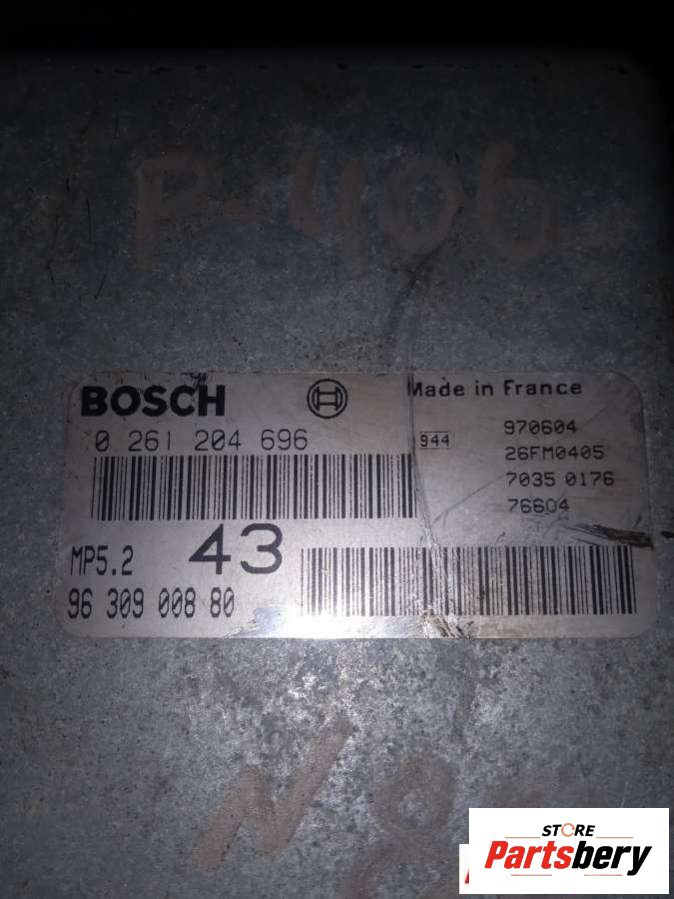 P-406
BOSCH
Made in France
0 261 204 696
944
970604
26FM0405
7035 0176
76604
MP5.2
43
96 309 008 80
STORE
Partsbery